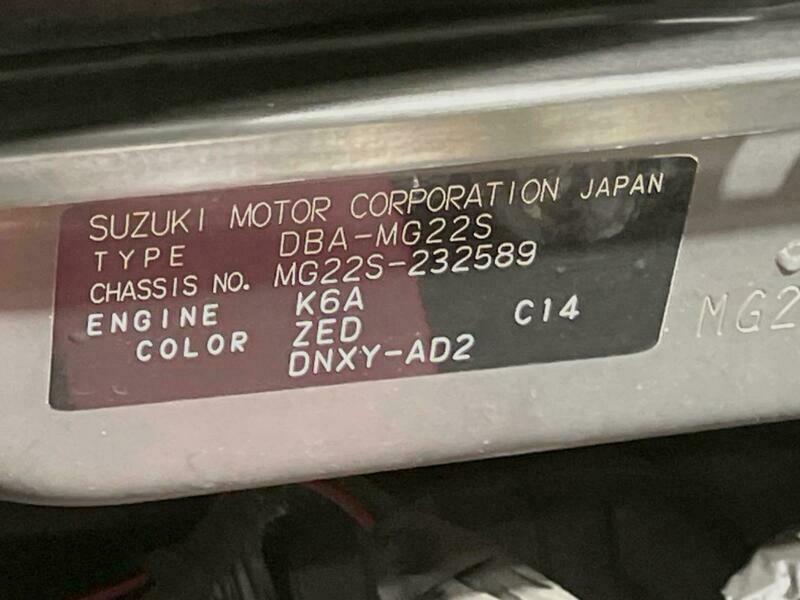 SUZUKI MOTOR CORPORATION JAPAN
TYPE DBA-MG22S
CHASSIS NO. MG22S-232589
ENGINE K6A
COLOR ZED C14
DNXY-AD2
MG2